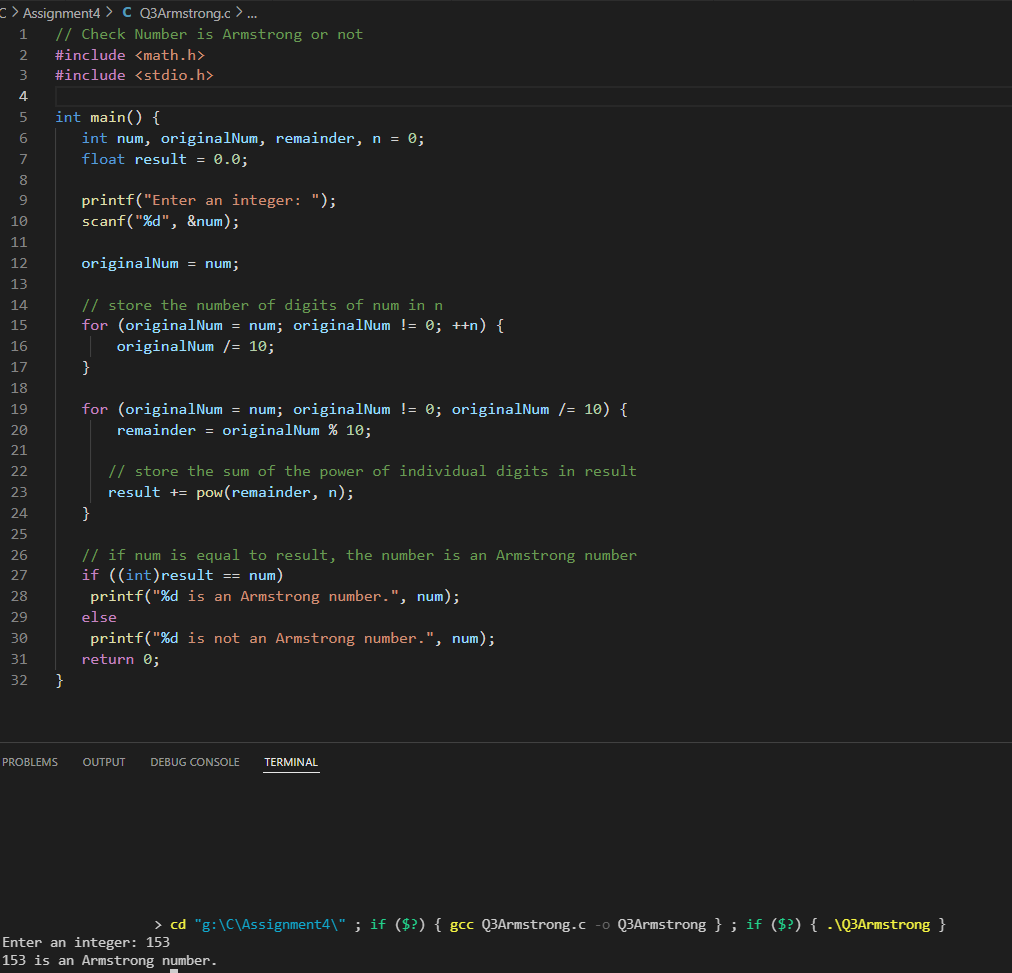 C > Assignment4 > C Q3Armstrong.c > ...
1 // Check Number is Armstrong or not
2 #include <math.h>
3 #include <stdio.h>
4
5 int main() {
6 int num, originalNum, remainder, n = 0;
7 float result = 0.0;
8
9 printf("Enter an integer: ");
10 scanf("%d", &num);
11
12 originalNum = num;
13
14 // store the number of digits of num in n
15 for (originalNum = num; originalNum != 0; ++n) {
16 originalNum /= 10;
17 }
18
19 for (originalNum = num; originalNum != 0; originalNum /= 10) {
20 remainder = originalNum % 10;
21
22 // store the sum of the power of individual digits in result
23 result += pow(remainder, n);
24 }
25
26 // if num is equal to result, the number is an Armstrong number
27 if ((int)result == num)
28 printf("%d is an Armstrong number.", num);
29 else
30 printf("%d is not an Armstrong number.", num);
31 return 0;
32 }
PROBLEMS OUTPUT DEBUG CONSOLE TERMINAL
> cd "g:\C\Assignment4\" ; if ($?) { gcc Q3Armstrong.c -o Q3Armstrong } ; if ($?) { .\Q3Armstrong }
Enter an integer: 153
153 is an Armstrong number.